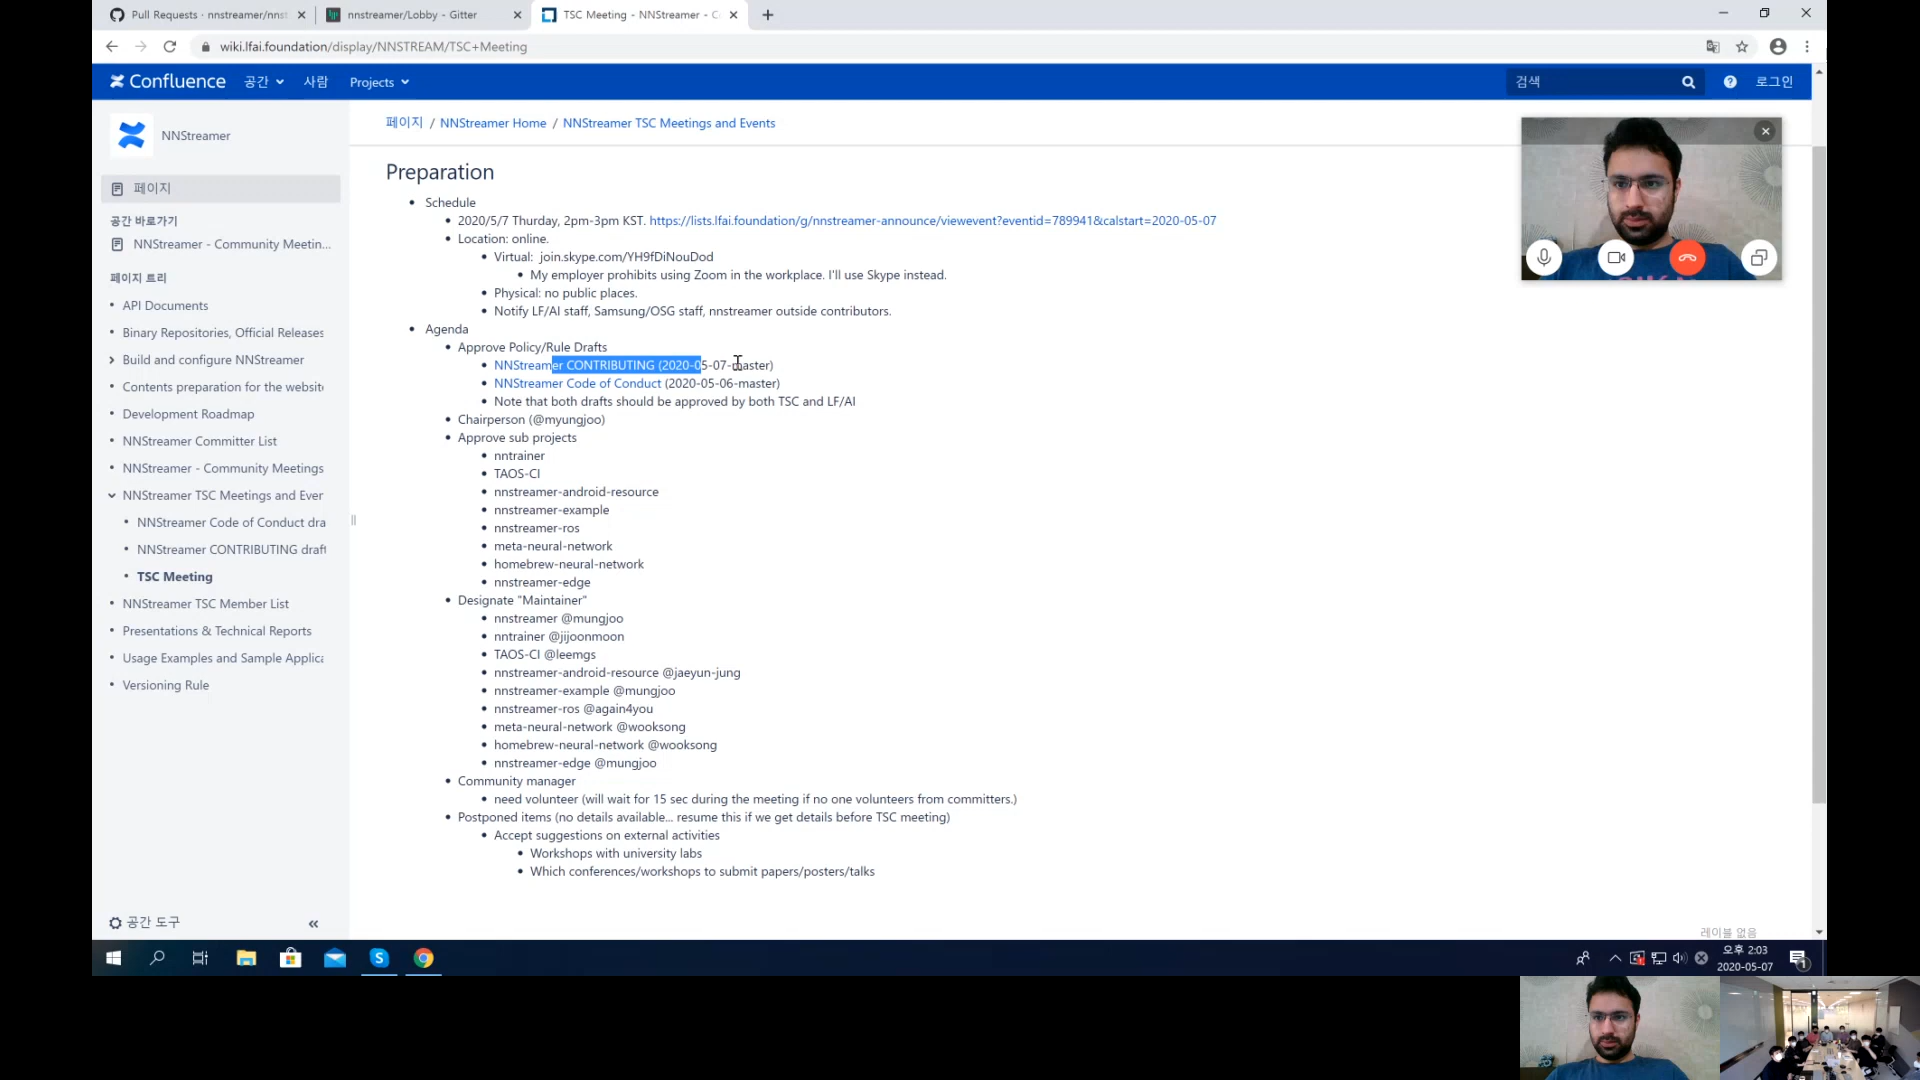 Pull Requests · nnstreamer/nnst
nnstreamer/Lobby - Gitter
TSC Meeting - NNStreamer - C
wiki.lfai.foundation/display/NNSTREAM/TSC+Meeting
Confluence 공간 사람 Projects 검색 로그인
NNStreamer
페이지 / NNStreamer Home / NNStreamer TSC Meetings and Events
페이지
공간 바로가기
NNStreamer - Community Meetin...
페이지 트리
API Documents
Binary Repositories, Official Releases
Build and configure NNStreamer
Contents preparation for the website
Development Roadmap
NNStreamer Committer List
NNStreamer - Community Meetings
NNStreamer TSC Meetings and Even
NNStreamer Code of Conduct dra
NNStreamer CONTRIBUTING draft
TSC Meeting
NNStreamer TSC Member List
Presentations & Technical Reports
Usage Examples and Sample Applica
Versioning Rule
공간 도구
Preparation
Schedule
2020/5/7 Thurday, 2pm-3pm KST. https://lists.lfai.foundation/g/nnstreamer-announce/viewevent?eventid=789941&calstart=2020-05-07
Location: online.
Virtual: join.skype.com/YH9fDiNouDod
My employer prohibits using Zoom in the workplace. I'll use Skype instead.
Physical: no public places.
Notify LF/AI staff, Samsung/OSG staff, nnstreamer outside contributors.
Agenda
Approve Policy/Rule Drafts
NNStreamer CONTRIBUTING (2020-05-07-master)
NNStreamer Code of Conduct (2020-05-06-master)
Note that both drafts should be approved by both TSC and LF/AI
Chairperson (@myungjoo)
Approve sub projects
nntrainer
TAOS-CI
nnstreamer-android-resource
nnstreamer-example
nnstreamer-ros
meta-neural-network
homebrew-neural-network
nnstreamer-edge
Designate "Maintainer"
nnstreamer @mungjoo
nntrainer @jijoonmoon
TAOS-CI @leemgs
nnstreamer-android-resource @jaeyun-jung
nnstreamer-example @mungjoo
nnstreamer-ros @again4you
meta-neural-network @wooksong
homebrew-neural-network @wooksong
nnstreamer-edge @mungjoo
Community manager
need volunteer (will wait for 15 sec during the meeting if no one volunteers from committers.)
Postponed items (no details available... resume this if we get details before TSC meeting)
Accept suggestions on external activities
Workshops with university labs
Which conferences/workshops to submit papers/posters/talks
레이블 없음
오후 2:03
2020-05-07